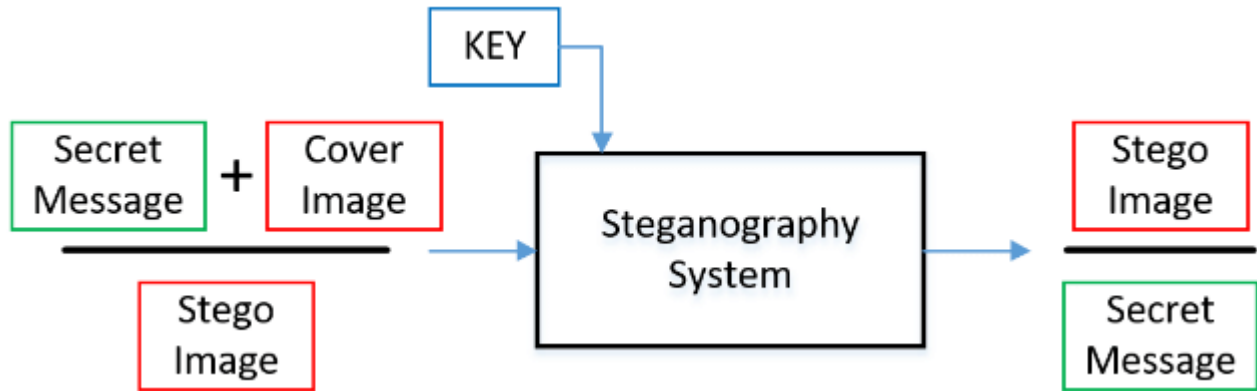 KEY
Secret
Message
+
Cover
Image
Stego
Image
Steganography
System
Stego
Image
Secret
Message